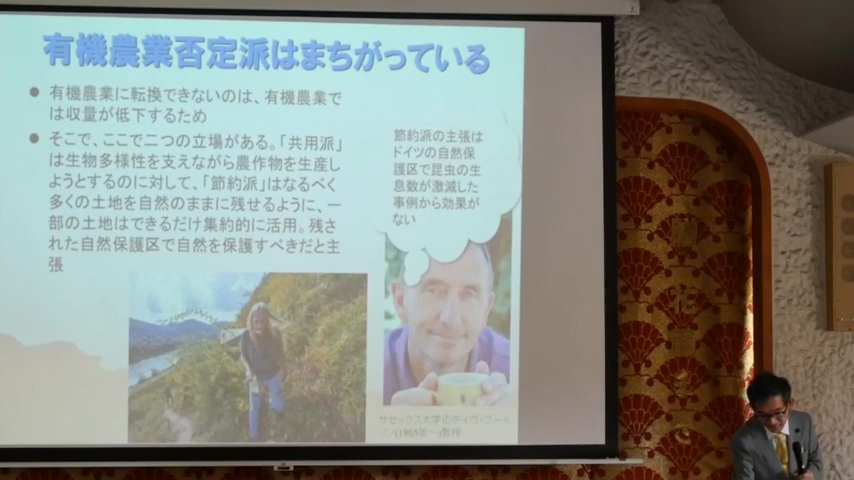 有機農業否定派はまちがっている
● 有機農業に転換できないのは、有機農業で
は収量が低下するため
● そこで、ここで二つの立場がある。「共用派」
は生物多様性を支えながら農作物を生産し
ようとするのに対して、「節約派」はなるべく
多くの土地を自然のままに残せるように、一
部の土地はできるだけ集約的に活用。残さ
れた自然保護区で自然を保護すべきだと主
張
節約派の主張は
ドイツの自然保
護区で昆虫の生
息数が激減した
事例から効果が
ない
サセックス大学のデイヴ・グール
ソン(1965年～)教授